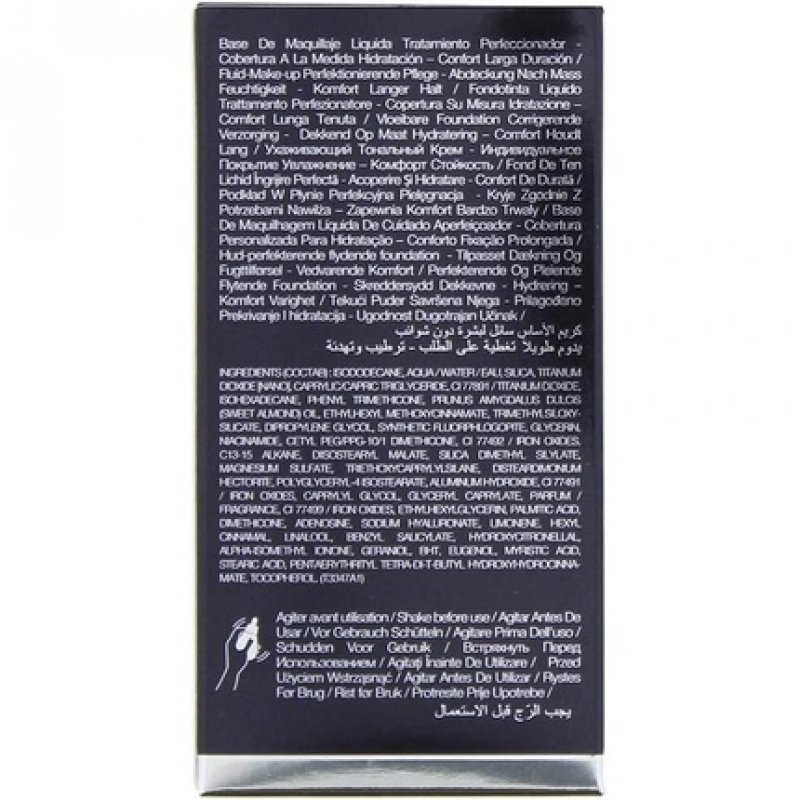 Base De Maquillaje Liquida Tratamiento Perfeccionador -
Cobertura A La Medida Hidratación – Confort Larga Duración /
Fluid-Make-up Perfektionierende Pflege - Abdeckung Nach Mass
Feuchtigkeit - Komfort Langer Halt / Fondotinta Liquido
Trattamento Perfezionatore - Copertura Su Misura Idratazione –
Comfort Lunga Tenuta / Vloeibare Foundation Corrigerende
Verzorging - Dekkend Op Maat Hydratering – Comfort Houdt
Lang / Ухаживающий Тональный Крем - Индивидуальное
Покрытие Увлажнение – Комфорт Стойкость / Fond De Ten
Lichid Îngrijire Perfectă - Acoperire Şi Hidratare - Confort De Durată /
Podkład W Płynie Perfekcyjna Pielęgnacja - Kryje Zgodnie Z
Potrzebami Nawilża – Zapewnia Komfort Bardzo Trwały / Base
De Maquilhagem Líquida De Cuidado Aperfeiçoador - Cobertura
Personalizada Para Hidratação – Conforto Fixação Prolongada /
Hud-perfekterende flydende foundation - Tilpasset Dækning Og
Fugttilførsel - Vedvarende Komfort / Perfekterende Og Pleiende
Flytende Foundation - Skreddersydd Dekkevne - Hydrering –
Komfort Varighet / Tekući Puder Savršena Njega - Prilagođeno
Prekrivanje I hidratacija - Ugodnost Dugotrajan Učinak /
كريم الأساس سائل لبشرة دون شوائب
يدوم طويلاً تغطية على الطلب - ترطيب وتهدئة
INGREDIENTS (СОСТАВ) : ISODODECANE, AQUA / WATER / EAU, SILICA, TITANIUM
DIOXIDE [NANO], CAPRYLIC/CAPRIC TRIGLYCERIDE, CI 77891 / TITANIUM DIOXIDE,
ISOHEXADECANE, PHENYL TRIMETHICONE, PRUNUS AMYGDALUS DULCIS
(SWEET ALMOND) OIL, ETHYLHEXYL METHOXYCINNAMATE, TRIMETHYLSILOXY-
SILICATE, DIPROPYLENE GLYCOL, SYNTHETIC FLUORPHLOGOPITE, GLYCERIN,
NIACINAMIDE, CETYL PEG/PPG-10/1 DIMETHICONE, CI 77492 / IRON OXIDES,
C13-15 ALKANE, DIISOSTEARYL MALATE, SILICA DIMETHYL SILYLATE,
MAGNESIUM SULFATE, TRIETHOXYCAPRYLYLSILANE, DISTEARDIMONIUM
HECTORITE, POLYGLYCERYL-4 ISOSTEARATE, ALUMINUM HYDROXIDE, CI 77491
/ IRON OXIDES, CAPRYLYL GLYCOL, GLYCERYL CAPRYLATE, PARFUM /
FRAGRANCE, CI 77499 / IRON OXIDES, ETHYLHEXYLGLYCERIN, PALMITIC ACID,
DIMETHICONE, ADENOSINE, SODIUM HYALURONATE, LIMONENE, HEXYL
CINNAMAL, LINALOOL, BENZYL SALICYLATE, HYDROXYCITRONELLAL,
ALPHA-ISOMETHYL IONONE, GERANIOL, BHT, EUGENOL, MYRISTIC ACID,
STEARIC ACID, PENTAERYTHRITYL TETRA-DI-T-BUTYL HYDROXYHYDROCINNA-
MATE, TOCOPHEROL (T3347A1)
Agiter avant utilisation / Shake before use / Agitar Antes De
Usar / Vor Gebrauch Schütteln / Agitare Prima Dell'uso /
Schudden Voor Gebruik / Встряхнуть Перед
Использованием / Agitaţi Înainte De Utilizare / Przed
Użyciem Wstrząsnąć / Agitar Antes De Utilizar / Rystes
Før Brug / Rist før Bruk / Protresite Prije Upotrebe /
يجب الرّج قبل الاستعمال